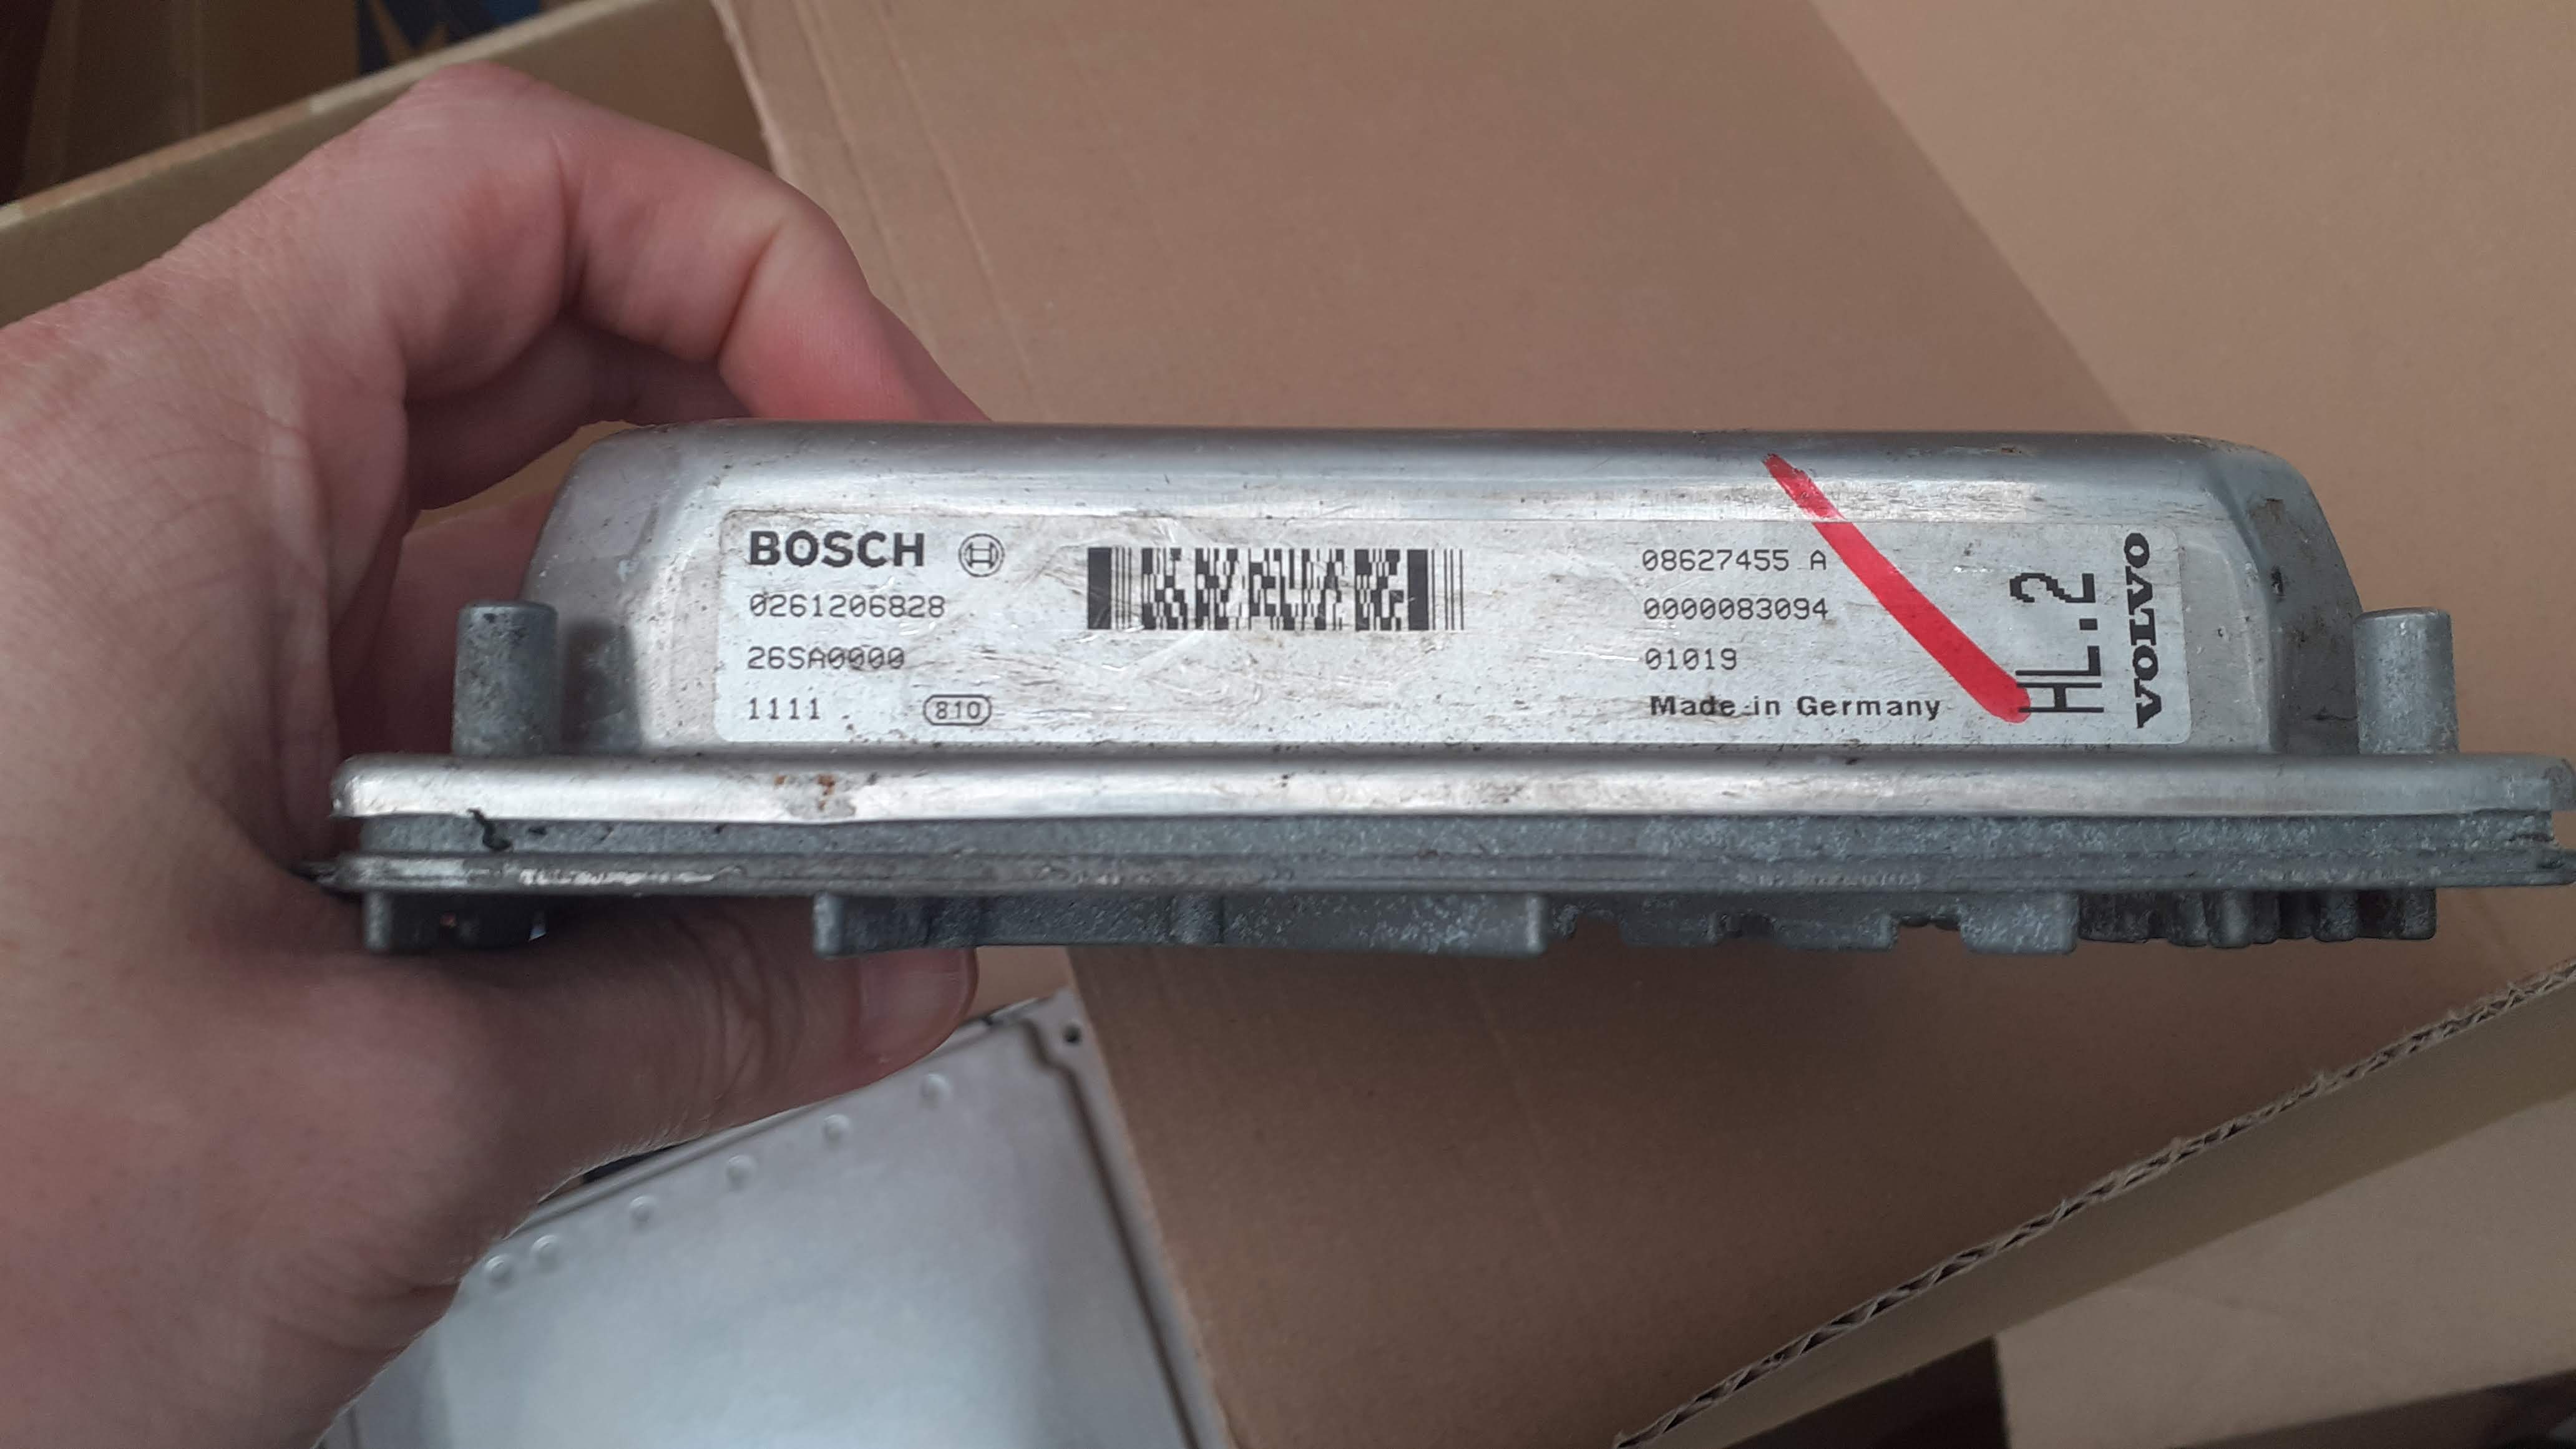 BOSCH
0261206828
26SA0000
1111
810
08627455 A
0000083094
01019
Made in Germany
HL.2
VOLVO